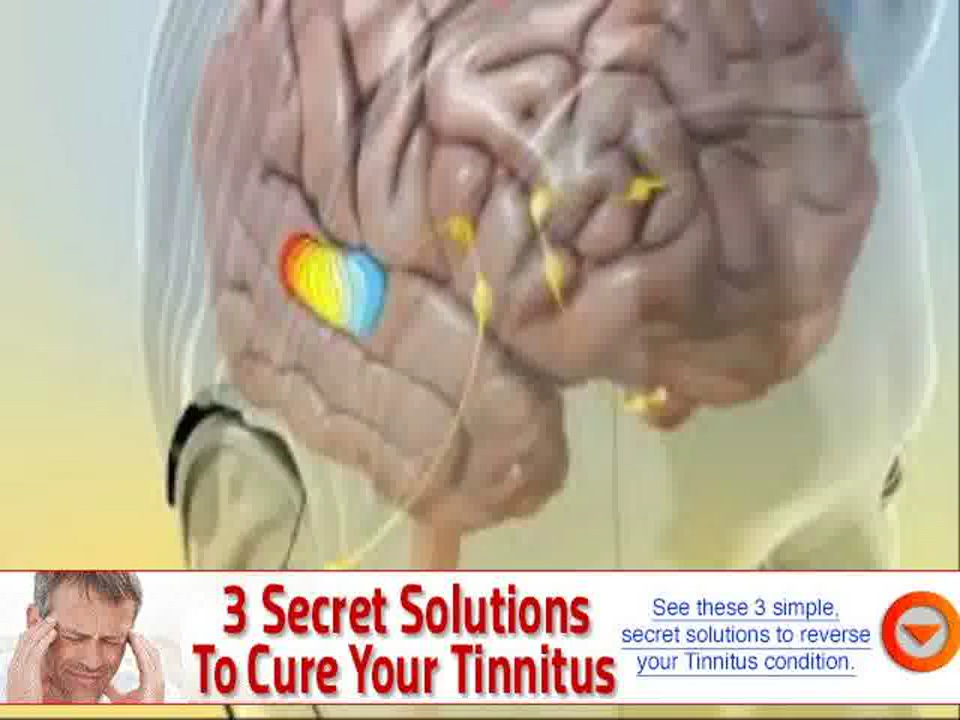 3 Secret Solutions
To Cure Your Tinnitus
See these 3 simple,
secret solutions to reverse
your Tinnitus condition.